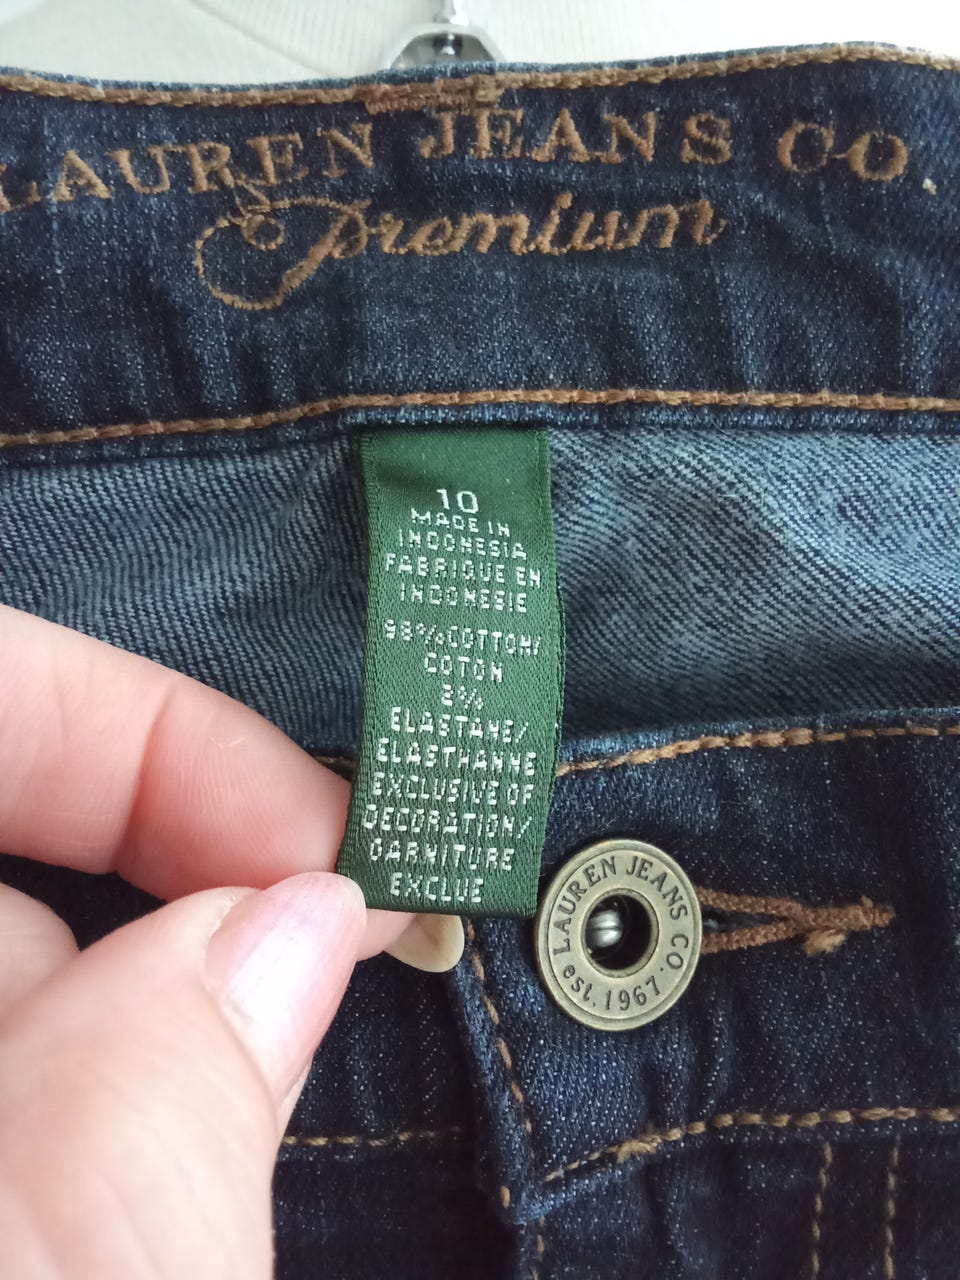 LAUREN JEANS CO.
Premium
10
MADE IN
INDONESIA
FABRIQUE EN
INDONESIE
98% COTTON/
COTON
2%
ELASTANE/
ELASTHANNE
EXCLUSIVE OF
DECORATION/
GARNITURE
EXCLUE
LAUREN JEANS CO.
est. 1967